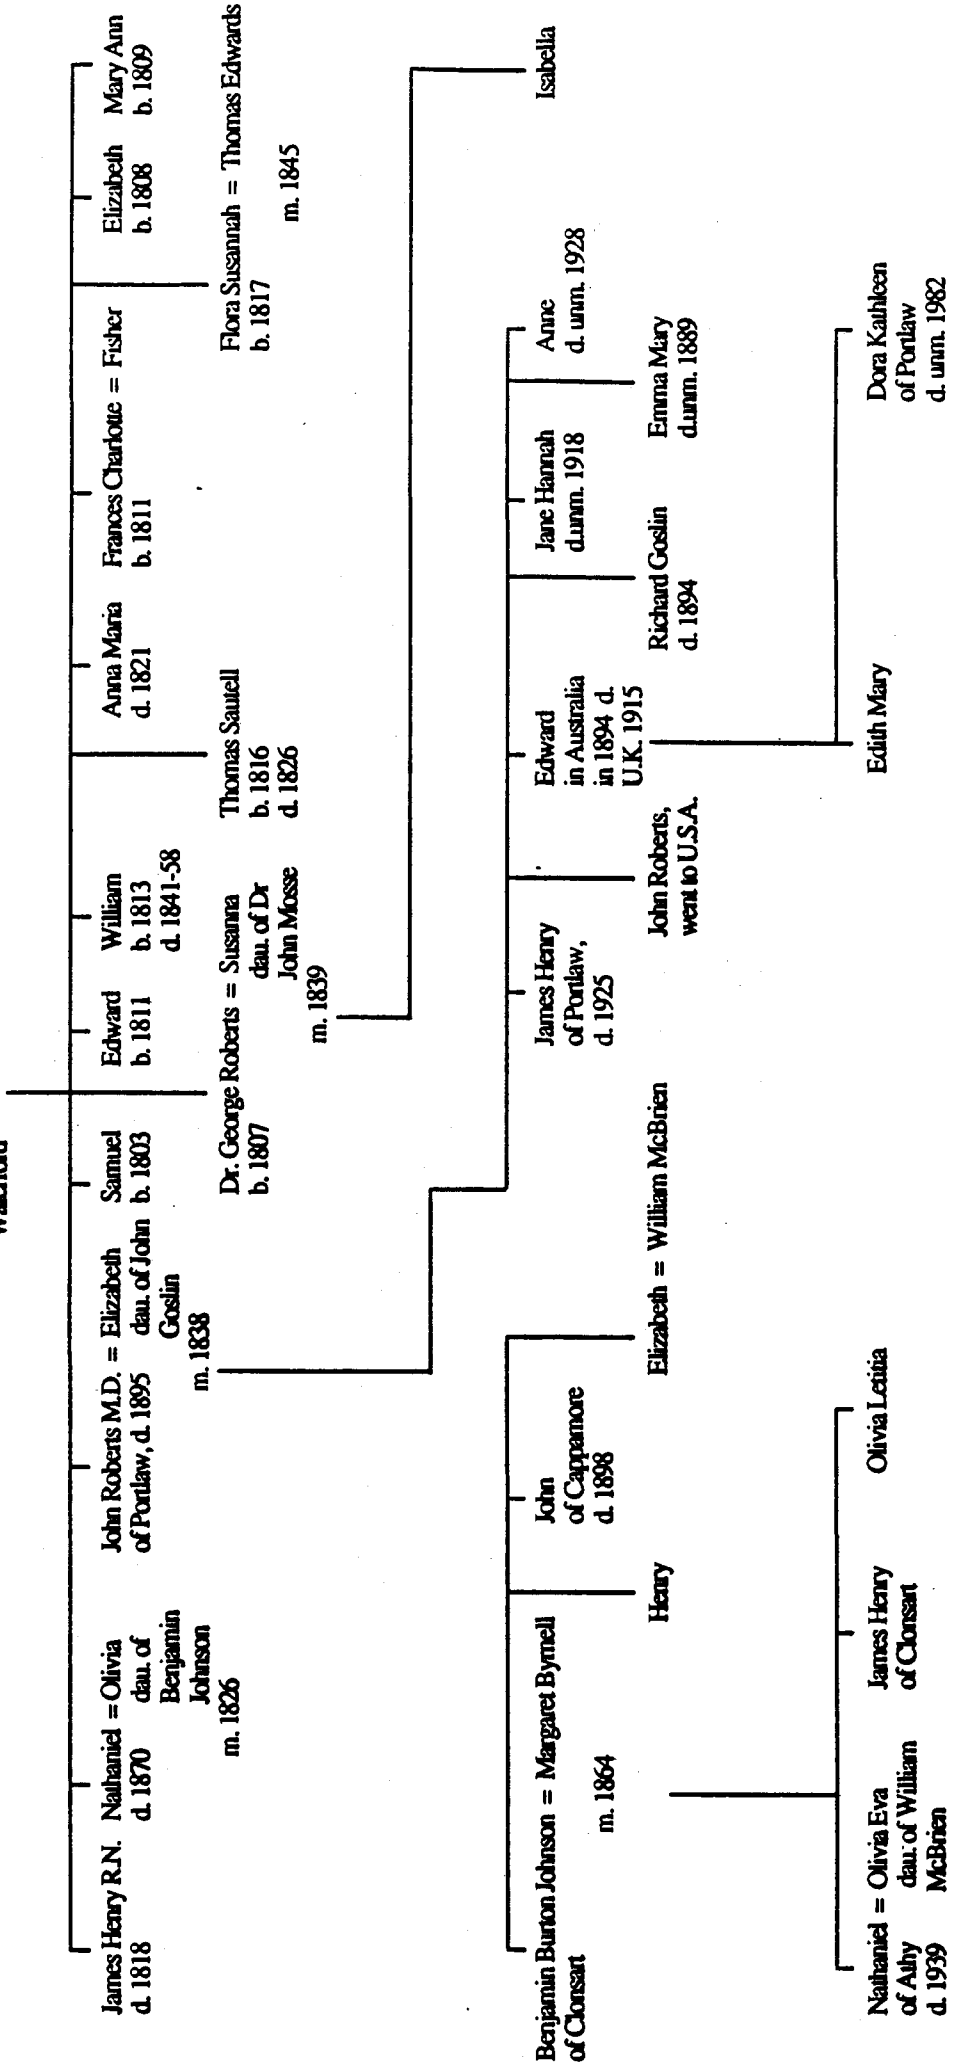 James Henry R.N.
d. 1818
Nathaniel = Olivia
d. 1870 dau. of
Benjamin
Johnson
m. 1826
John Roberts M.D. = Elizabeth
of Portlaw, d. 1895 dau. of John
Goslin
m. 1838
Samuel
b. 1803
Edward
b. 1811
William
b. 1813
d. 1841-58
Anna Maria
d. 1821
Frances Charlotte = Fisher
b. 1811
Elizabeth
b. 1808
Mary Ann
b. 1809
Dr. George Roberts = Susanna
b. 1807 dau. of Dr
John Mosse
m. 1839
Thomas Sautell
b. 1816
d. 1826
Flora Susannah = Thomas Edwards
b. 1817
m. 1845
Benjamin Burton Johnson = Margaret Bymell
of Clonsart
m. 1864
John
of Cappamore
d. 1898
James Henry
of Portlaw,
d. 1925
Edward
in Australia
in 1894 d.
U.K. 1915
Jane Hannah
d.unm. 1918
Anne
d. unm. 1928
Isabella
Henry
Elizabeth = William McBrien
John Roberts,
went to U.S.A.
Richard Goslin
d. 1894
Emma Mary
d.unm. 1889
Nathaniel = Olivia Eva
of Athy dau. of William
d. 1939 McBrien
James Henry
of Clonsart
Olivia Letitia
Edith Mary
Dora Kathleen
of Portlaw
d. unm. 1982